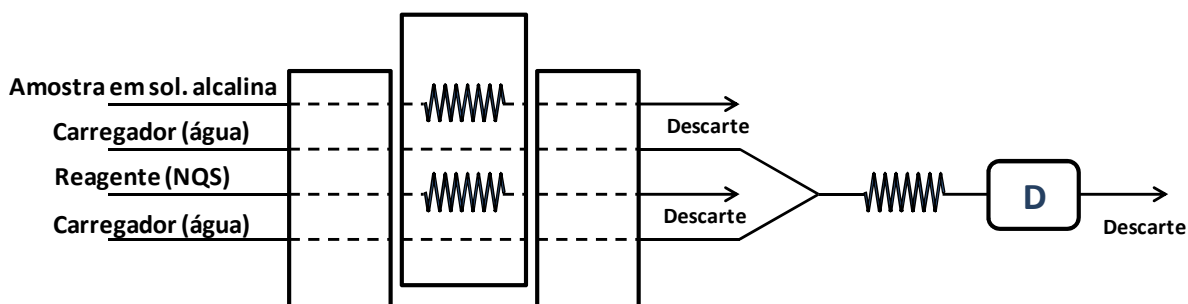 Amostra em sol. alcalina
Carregador (água)
Reagente (NQS)
Carregador (água)
Descarte
Descarte
D
Descarte